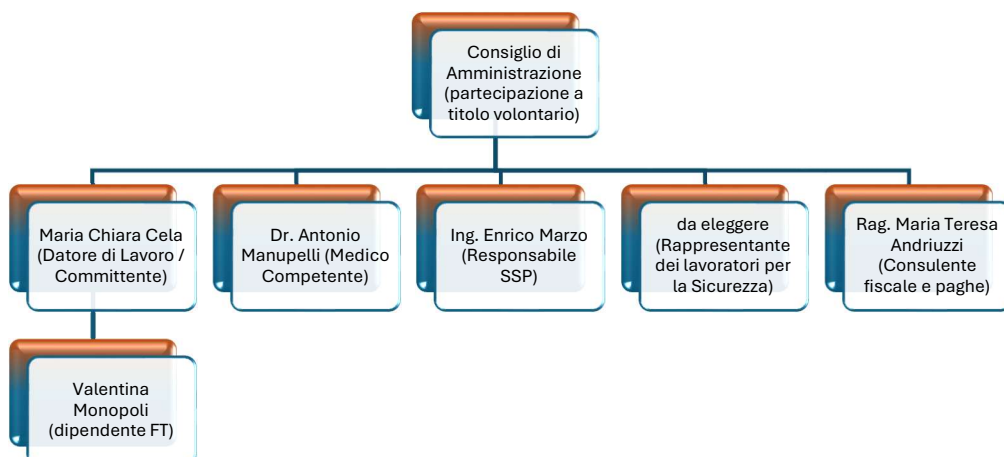 Consiglio di
Amministrazione
(partecipazione a
titolo volontario)
Maria Chiara Cela
(Datore di Lavoro /
Committente)
Dr. Antonio
Manupelli (Medico
Competente)
Ing. Enrico Marzo
(Responsabile
SSP)
da eleggere
(Rappresentante
dei lavoratori per
la Sicurezza)
Rag. Maria Teresa
Andriuzzi
(Consulente
fiscale e paghe)
Valentina
Monopoli
(dipendente FT)